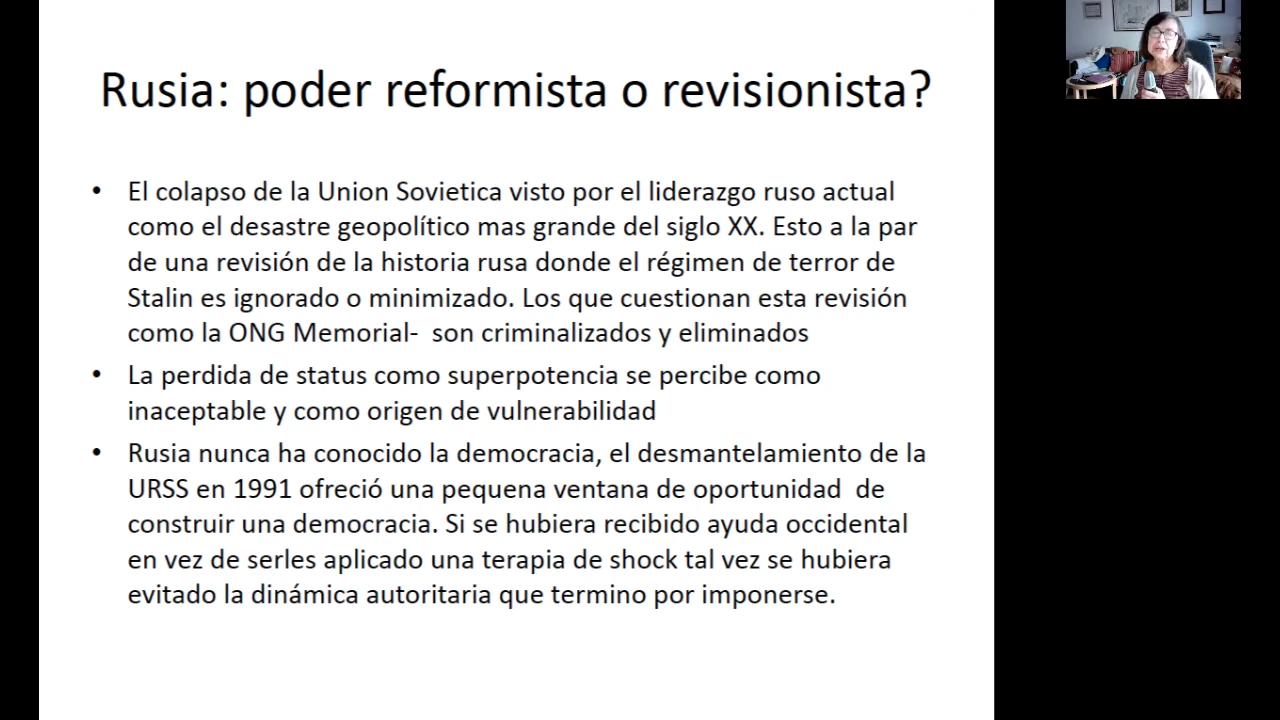 Rusia: poder reformista o revisionista?
• El colapso de la Union Sovietica visto por el liderazgo ruso actual
como el desastre geopolítico mas grande del siglo XX. Esto a la par
de una revisión de la historia rusa donde el régimen de terror de
Stalin es ignorado o minimizado. Los que cuestionan esta revisión
como la ONG Memorial- son criminalizados y eliminados
• La perdida de status como superpotencia se percibe como
inaceptable y como origen de vulnerabilidad
• Rusia nunca ha conocido la democracia, el desmantelamiento de la
URSS en 1991 ofreció una pequena ventana de oportunidad de
construir una democracia. Si se hubiera recibido ayuda occidental
en vez de serles aplicado una terapia de shock tal vez se hubiera
evitado la dinámica autoritaria que termino por imponerse.